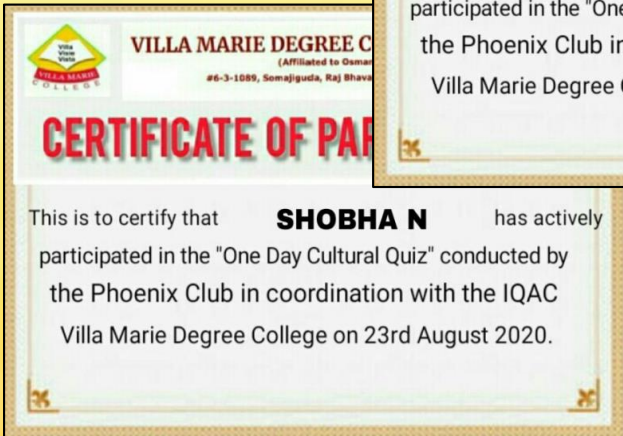 participated in the "One
the Phoenix Club in
Villa Marie Degree
Villa
View
Vista
VILLA MARIE
COLLEGE
VILLA MARIE DEGREE C
(Affiliated to Osma
#6-3-1089, Somajiguda, Raj Bhava
CERTIFICATE OF PAR
This is to certify that SHOBHA N has actively
participated in the "One Day Cultural Quiz" conducted by
the Phoenix Club in coordination with the IQAC
Villa Marie Degree College on 23rd August 2020.